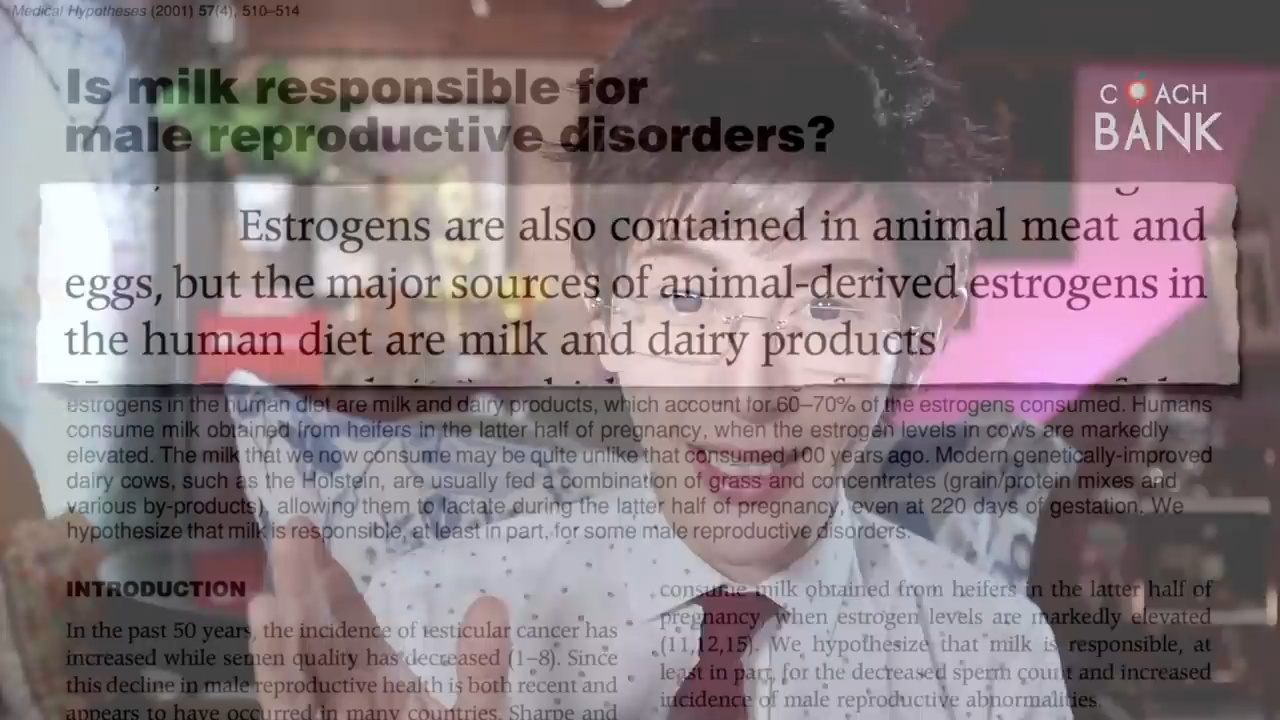 Medical Hypotheses (2001) 57(4), 510–514
Is milk responsible for
male reproductive disorders?
COACH
BANK
Estrogens are also contained in animal meat and
eggs, but the major sources of animal-derived estrogens in
the human diet are milk and dairy products
estrogens in the human diet are milk and dairy products, which account for 60–70% of the estrogens consumed. Humans
consume milk obtained from heifers in the latter half of pregnancy, when the estrogen levels in cows are markedly
elevated. The milk that we now consume may be quite unlike that consumed 100 years ago. Modern genetically-improved
dairy cows, such as the Holstein, are usually fed a combination of grass and concentrates (grain/protein mixes and
various by-products), allowing them to lactate during the latter half of pregnancy, even at 220 days of gestation. We
hypothesize that milk is responsible, at least in part, for some male reproductive disorders.
INTRODUCTION
In the past 50 years, the incidence of testicular cancer has
increased while semen quality has decreased (1–8). Since
this decline in male reproductive health is both recent and
appears to have occurred in many countries, Sharpe and
consume milk obtained from heifers in the latter half of
pregnancy, when estrogen levels are markedly elevated
(11,12,15). We hypothesize that milk is responsible, at
least in part, for the decreased sperm count and increased
incidence of male reproductive abnormalities.